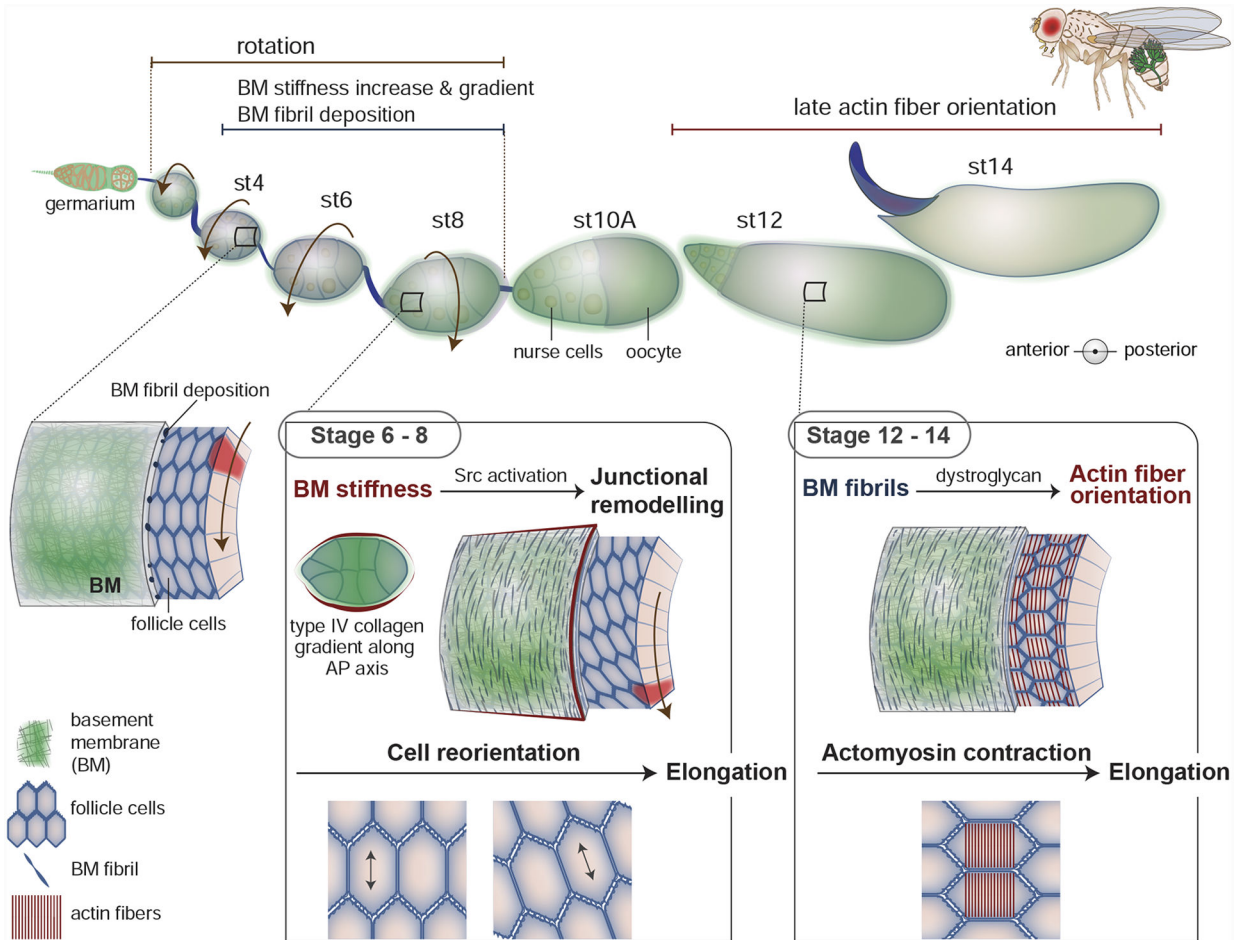 rotation
BM stiffness increase & gradient
BM fibril deposition
late actin fiber orientation
germarium
st4
st6
st8
st10A
st12
st14
nurse cells
oocyte
anterior
posterior
BM fibril deposition
BM
follicle cells
Stage 6 - 8
BM stiffness
Src activation
Junctional
remodelling
type IV collagen
gradient along
AP axis
Cell reorientation
Elongation
Stage 12 - 14
BM fibrils
dystroglycan
Actin fiber
orientation
Actomyosin contraction
Elongation
basement
membrane
(BM)
follicle cells
BM fibril
actin fibers